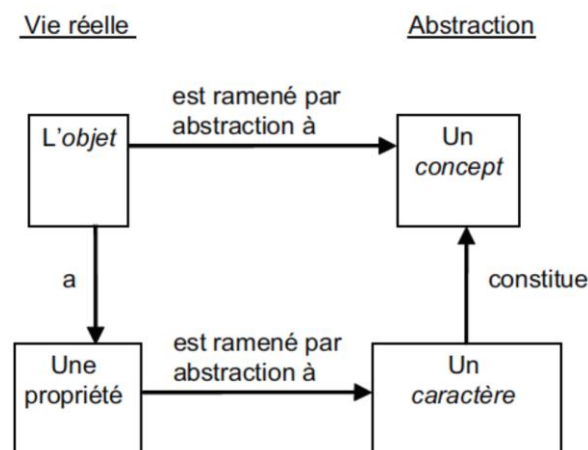 Vie réelle
Abstraction
est ramené par
abstraction à
L'objet
Un
concept
a
constitue
est ramené par
abstraction à
Une
propriété
Un
caractère